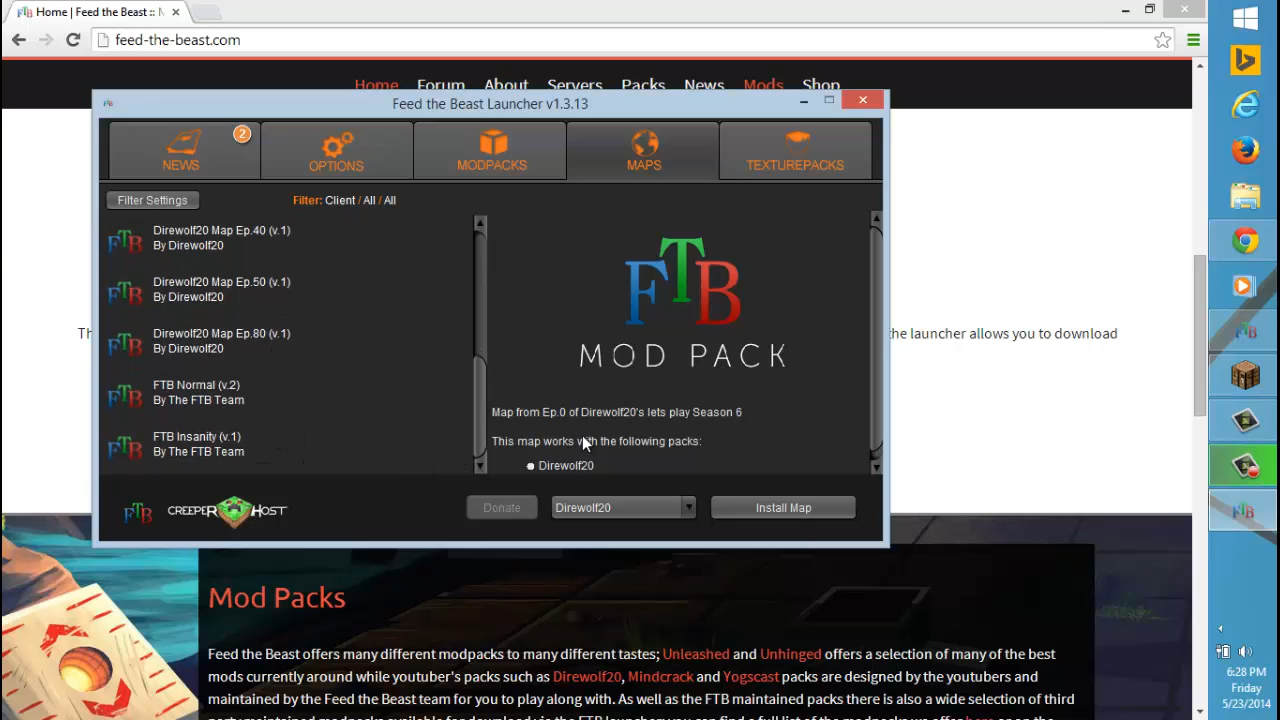 Home | Feed the Beast :: N
feed-the-beast.com
Home Forum About Servers Packs News Mods Shop
Feed the Beast Launcher v1.3.13
NEWS 2 OPTIONS MODPACKS MAPS TEXTUREPACKS
Filter Settings Filter: Client / All / All
FTB Direwolf20 Map Ep.40 (v.1)
By Direwolf20
FTB Direwolf20 Map Ep.50 (v.1)
By Direwolf20
FTB Direwolf20 Map Ep.80 (v.1)
By Direwolf20
FTB FTB Normal (v.2)
By The FTB Team
FTB FTB Insanity (v.1)
By The FTB Team
FTB
MOD PACK
Map from Ep.0 of Direwolf20's lets play Season 6
This map works with the following packs:
Direwolf20
FTB CREEPER HOST Donate Direwolf20 Install Map
Th
the launcher allows you to download
Mod Packs
Feed the Beast offers many different modpacks to many different tastes; Unleashed and Unhinged offers a selection of many of the best
mods currently around while youtuber's packs such as Direwolf20, Mindcrack and Yogscast packs are designed by the youtubers and
maintained by the Feed the Beast team for you to play along with. As well as the FTB maintained packs there is also a wide selection of third
6:28 PM
Friday
5/23/2014